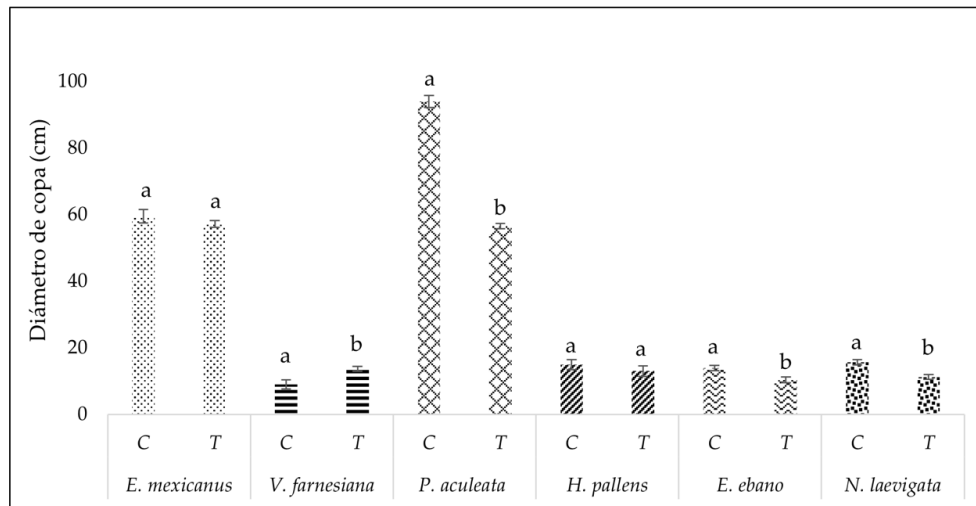 Diámetro de copa (cm)
100
80
60
40
20
0
a
a
a
b
a
b
a
a
a
b
a
b
C
T
C
T
C
T
C
T
C
T
C
T
E. mexicanus
V. farnesiana
P. aculeata
H. pallens
E. ebano
N. laevigata